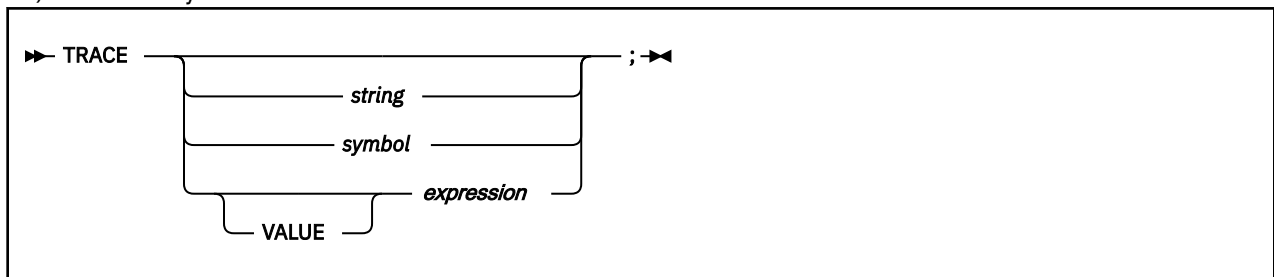 TRACE ;
string
symbol
expression
VALUE